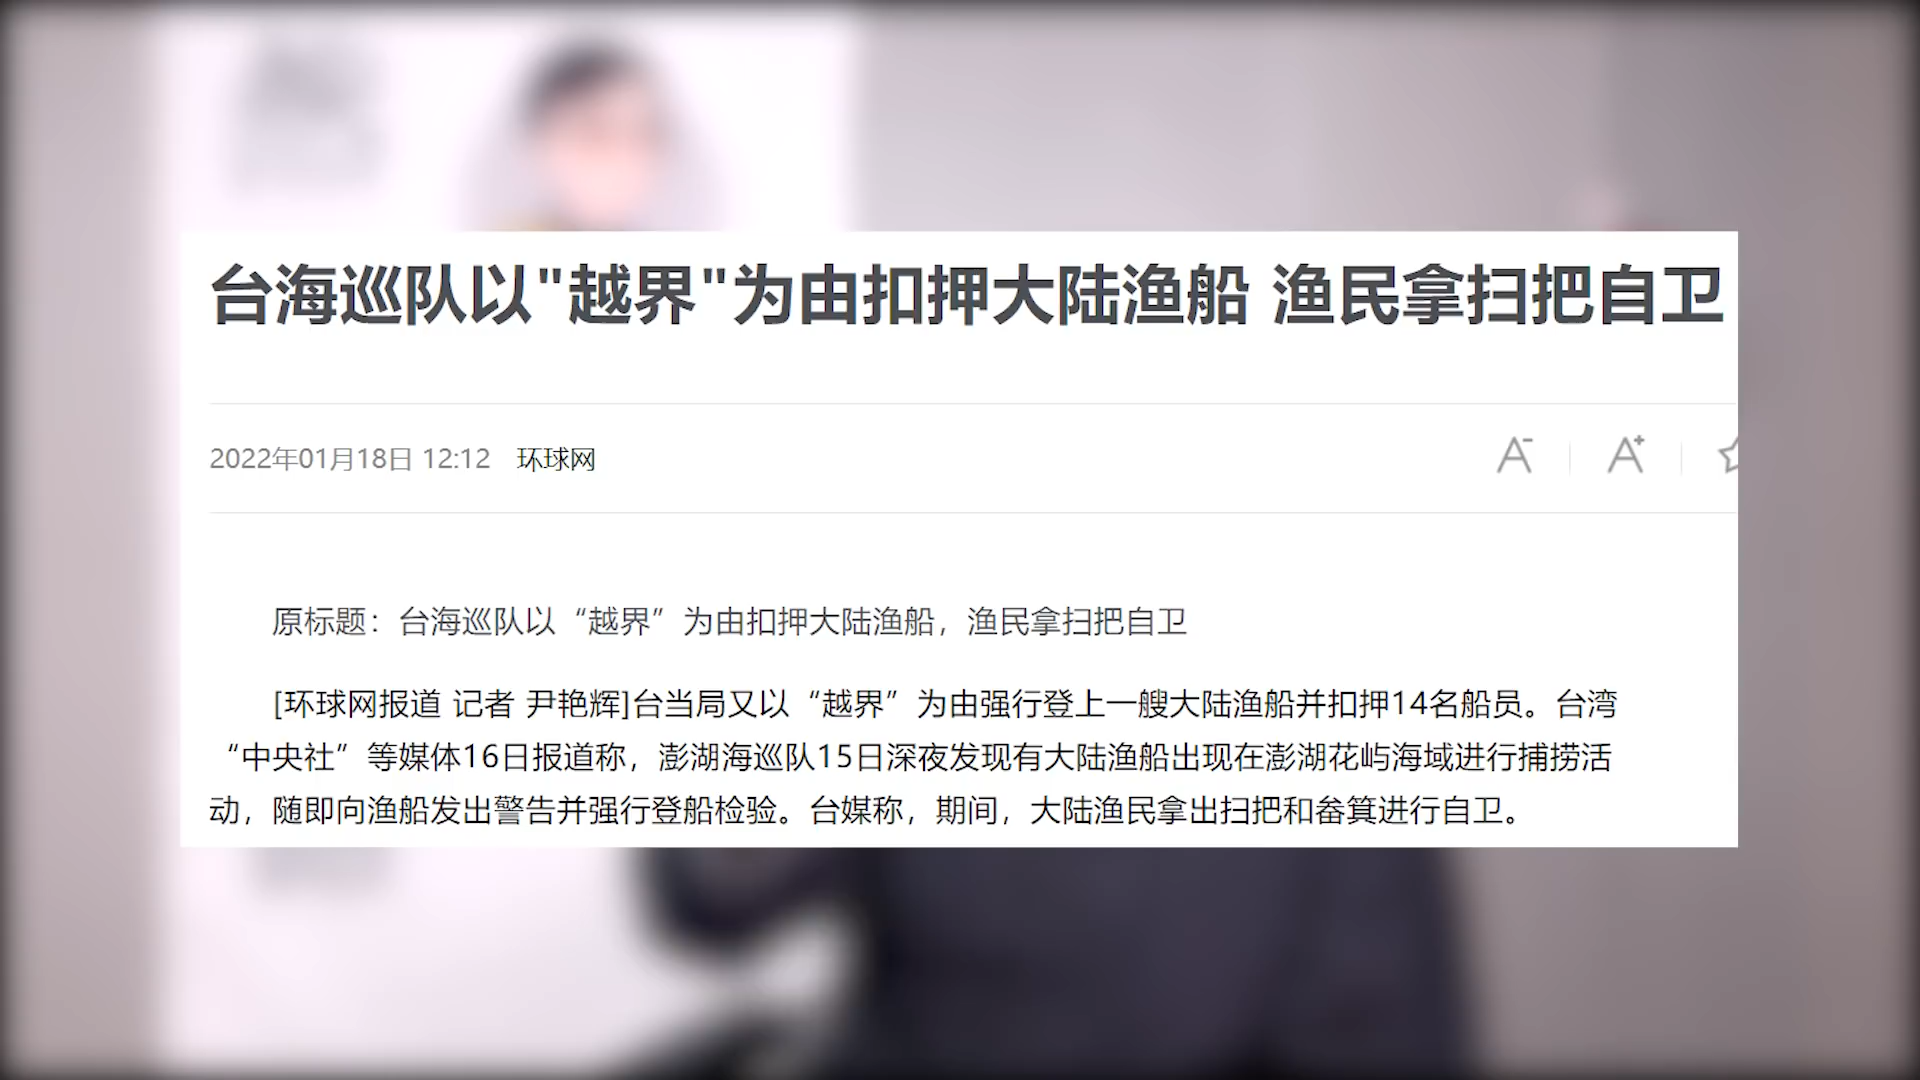 台海巡队以"越界"为由扣押大陆渔船 渔民拿扫把自卫
2022年01月18日 12:12 环球网
A- A+
原标题：台海巡队以“越界”为由扣押大陆渔船，渔民拿扫把自卫
[环球网报道 记者 尹艳辉]台当局又以“越界”为由强行登上一艘大陆渔船并扣押14名船员。台湾
“中央社”等媒体16日报道称，澎湖海巡队15日深夜发现有大陆渔船出现在澎湖花屿海域进行捕捞活
动，随即向渔船发出警告并强行登船检验。台媒称，期间，大陆渔民拿出扫把和畚箕进行自卫。